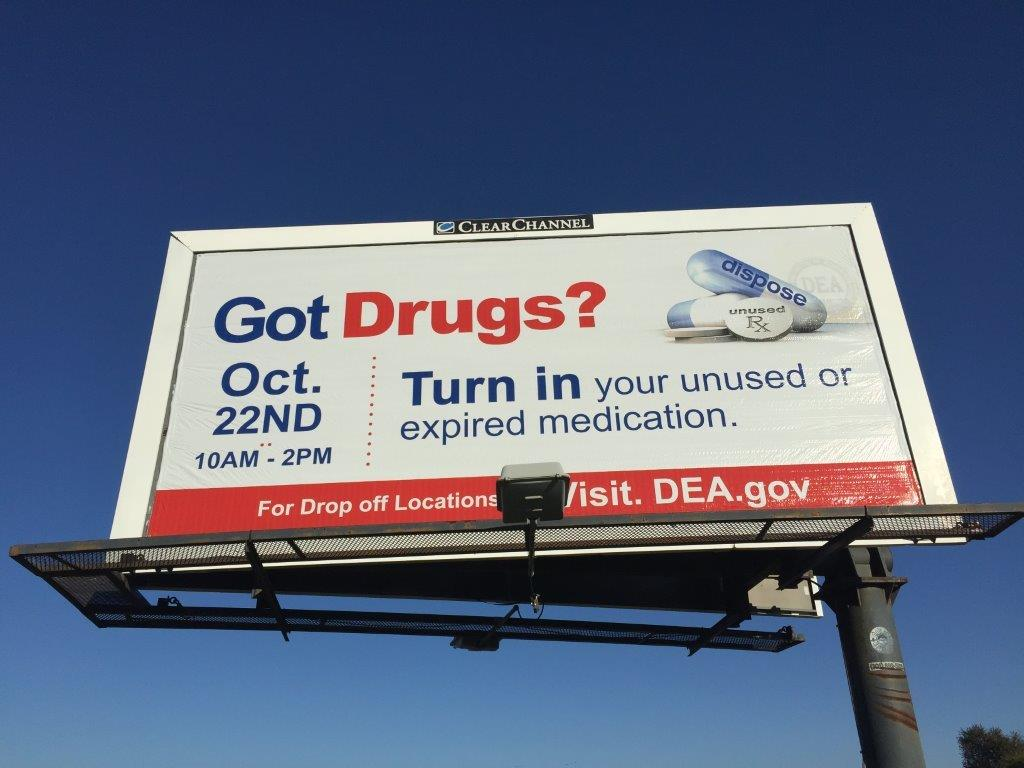 CLEARCHANNEL
Got Drugs?
dispose
unused
Rx
DEA
Oct.
22ND
10AM - 2PM
Turn in your unused or
expired medication.
For Drop off Locations Visit. DEA.gov